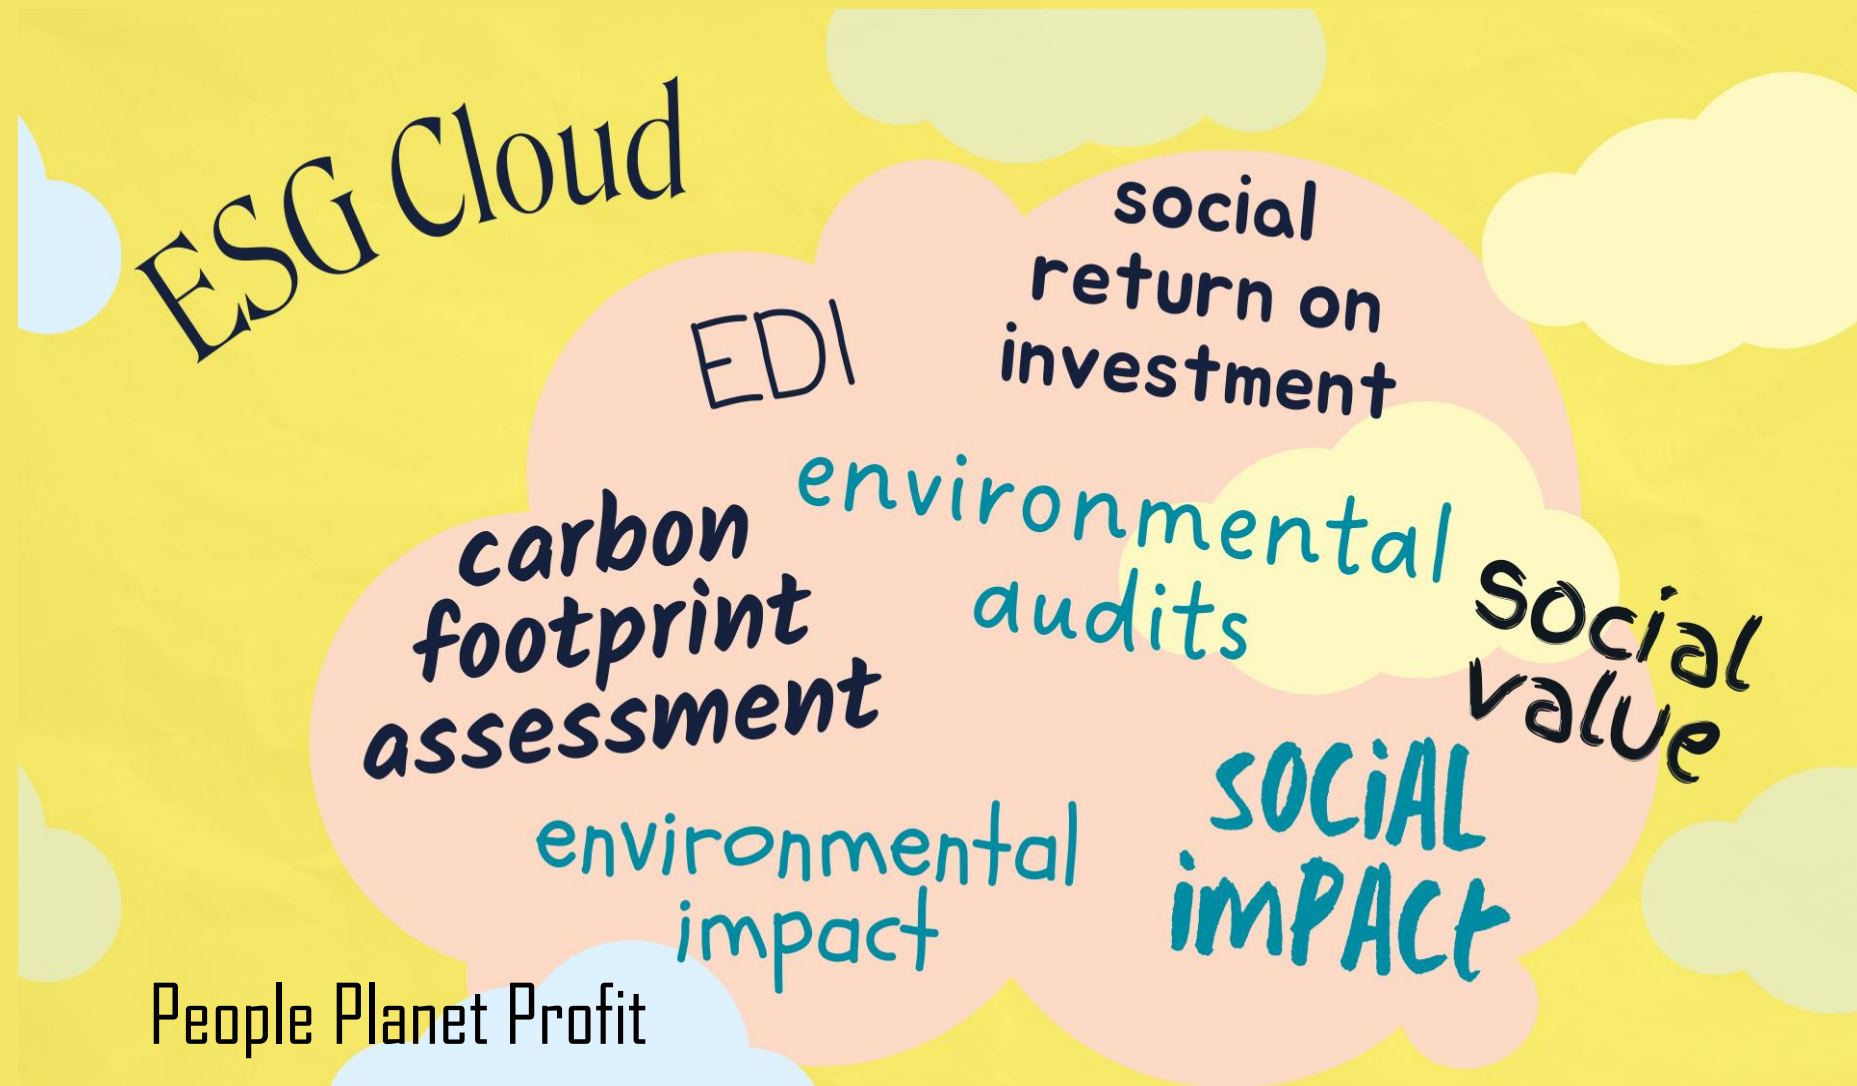 ESG Cloud
social
return on
investment
EDI
environmental
audits
carbon
footprint
assessment
social
value
SOCiAL
imPACt
environmental
impact
People Planet Profit